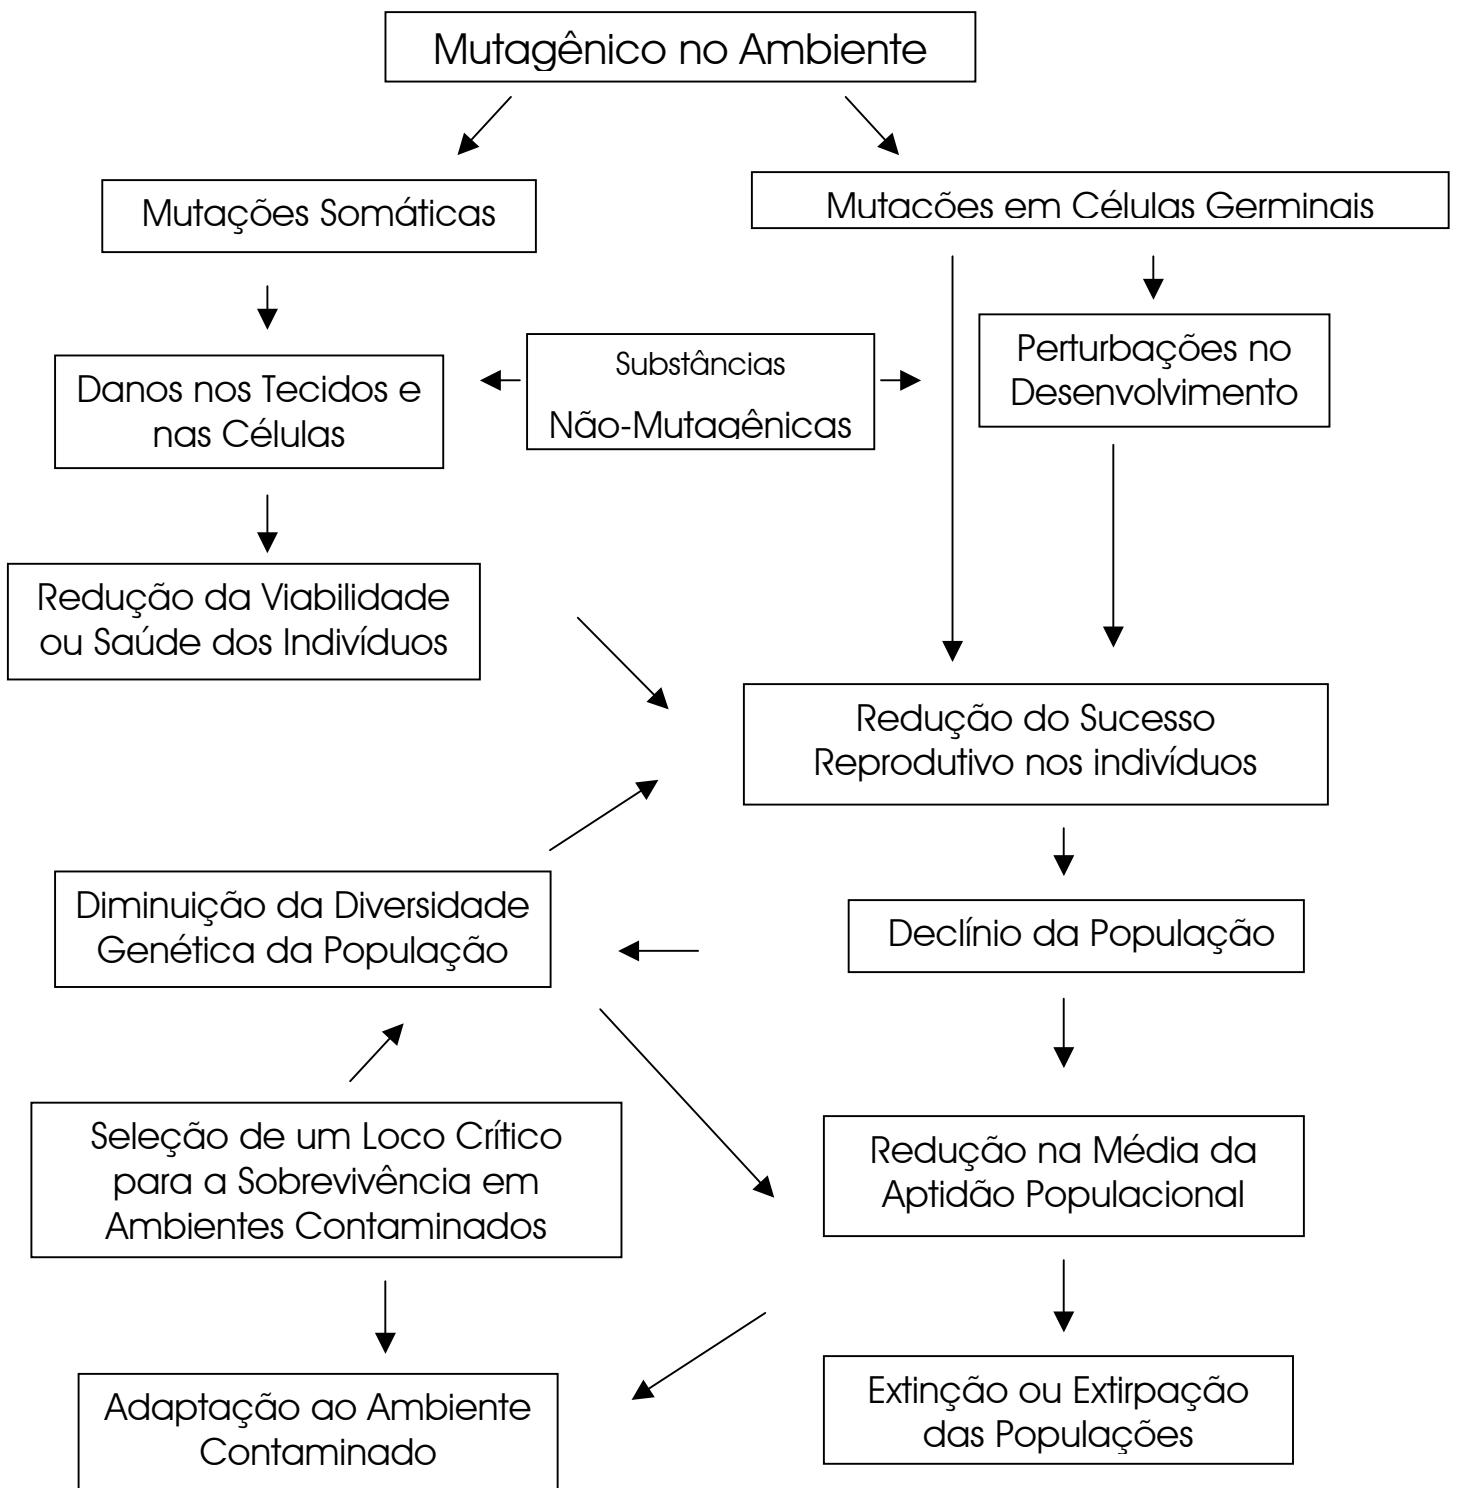 Mutagênico no Ambiente
Mutações Somáticas
Mutacões em Células Germinais
Substâncias
Não-Mutagênicas
Perturbações no
Desenvolvimento
Danos nos Tecidos e
nas Células
Redução da Viabilidade
ou Saúde dos Indivíduos
Redução do Sucesso
Reprodutivo nos indivíduos
Diminuição da Diversidade
Genética da População
Declínio da População
Seleção de um Loco Crítico
para a Sobrevivência em
Ambientes Contaminados
Redução na Média da
Aptidão Populacional
Adaptação ao Ambiente
Contaminado
Extinção ou Extirpação
das Populações